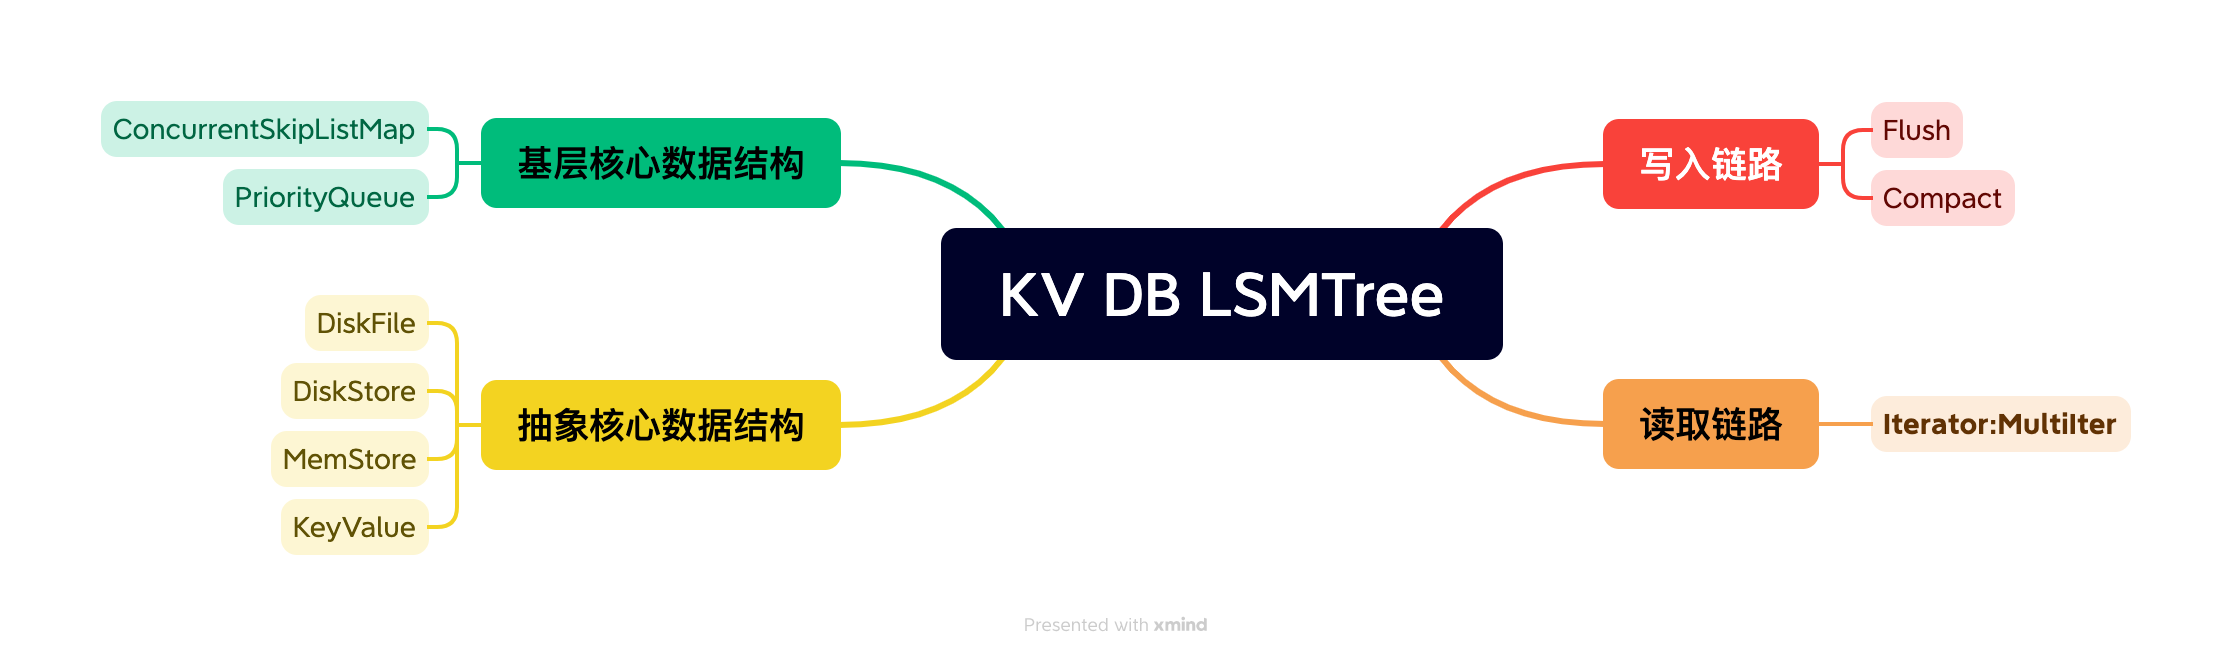 KV DB LSMTree
写入链路
Flush
Compact
读取链路
Iterator:MultiIter
基层核心数据结构
ConcurrentSkipListMap
PriorityQueue
抽象核心数据结构
DiskFile
DiskStore
MemStore
KeyValue
Presented with xmind